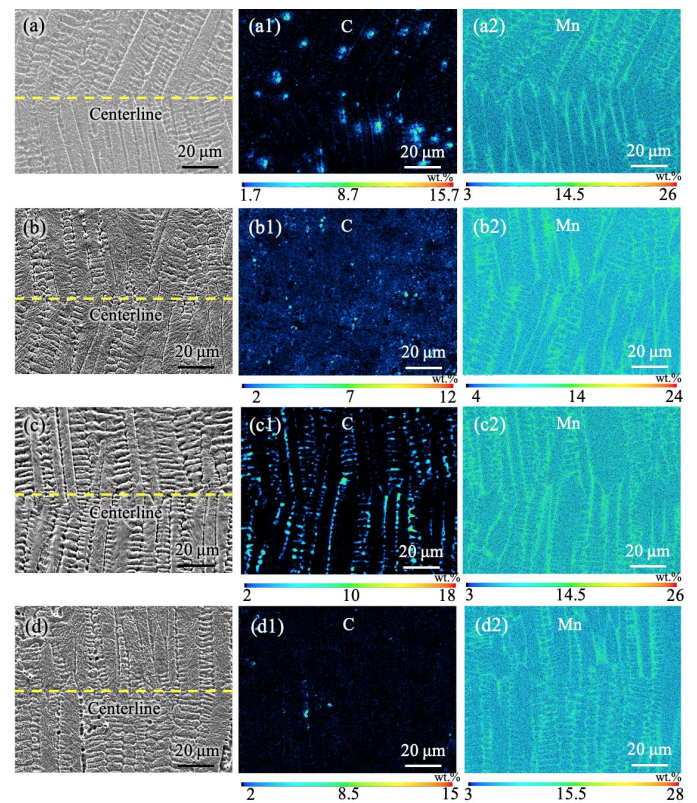 (a) (a1) C (a2) Mn
Centerline
20 μm 20 μm 20 μm
wt.% wt.%
1.7 8.7 15.7 3 14.5 26
(b) (b1) C (b2) Mn
Centerline
20 μm 20 μm 20 μm
wt.% wt.%
2 7 12 4 14 24
(c) (c1) C (c2) Mn
Centerline
20 μm 20 μm 20 μm
wt.% wt.%
2 10 18 3 14.5 26
(d) (d1) C (d2) Mn
Centerline
20 μm 20 μm 20 μm
wt.% wt.%
2 8.5 15 3 15.5 28